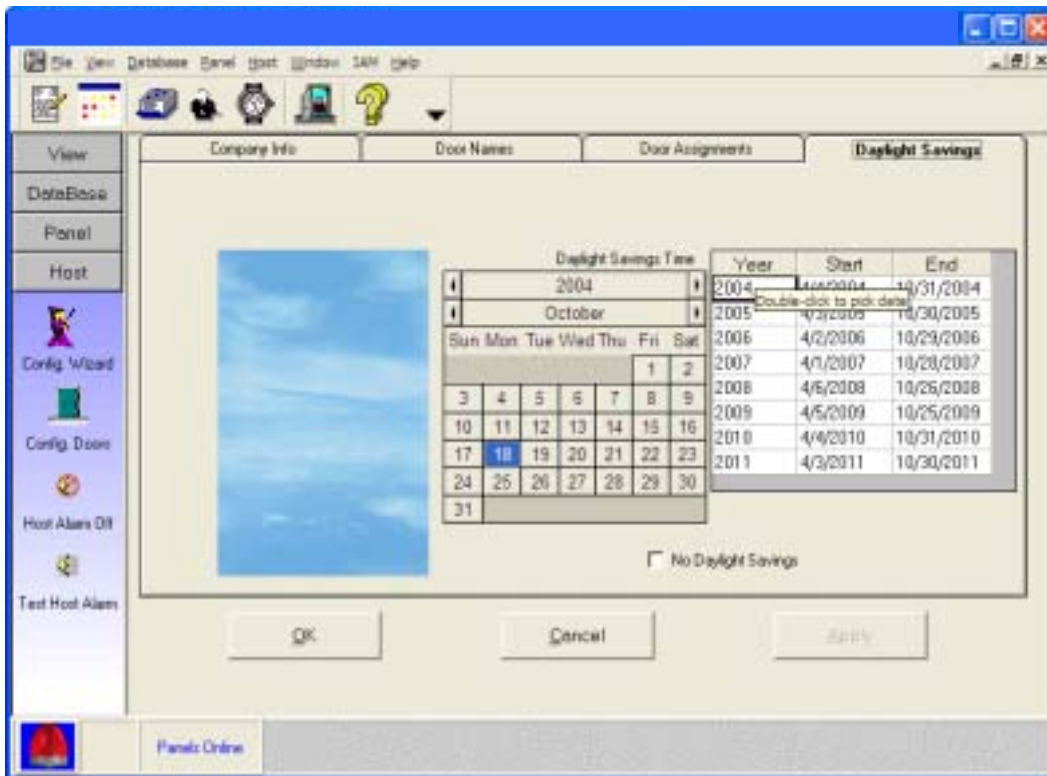 File View Database Panel Host Window SAM Help
View
DataBase
Panel
Host
Config. Wizard
Config. Doors
Host Alarm Off
Test Host Alarm
Company Info Door Names Door Assignments Daylight Savings
Daylight Savings Time
2004
October
Sun Mon Tue Wed Thu Fri Sat
1 2
3 4 5 6 7 8 9
10 11 12 13 14 15 16
17 18 19 20 21 22 23
24 25 26 27 28 29 30
31
Year Start End
2004 4/4/2004 10/31/2004
Double-click to pick date
2005 4/3/2005 10/30/2005
2006 4/2/2006 10/29/2006
2007 4/1/2007 10/28/2007
2008 4/6/2008 10/26/2008
2009 4/5/2009 10/25/2009
2010 4/4/2010 10/31/2010
2011 4/3/2011 10/30/2011
No Daylight Savings
OK Cancel Apply
Panels Online